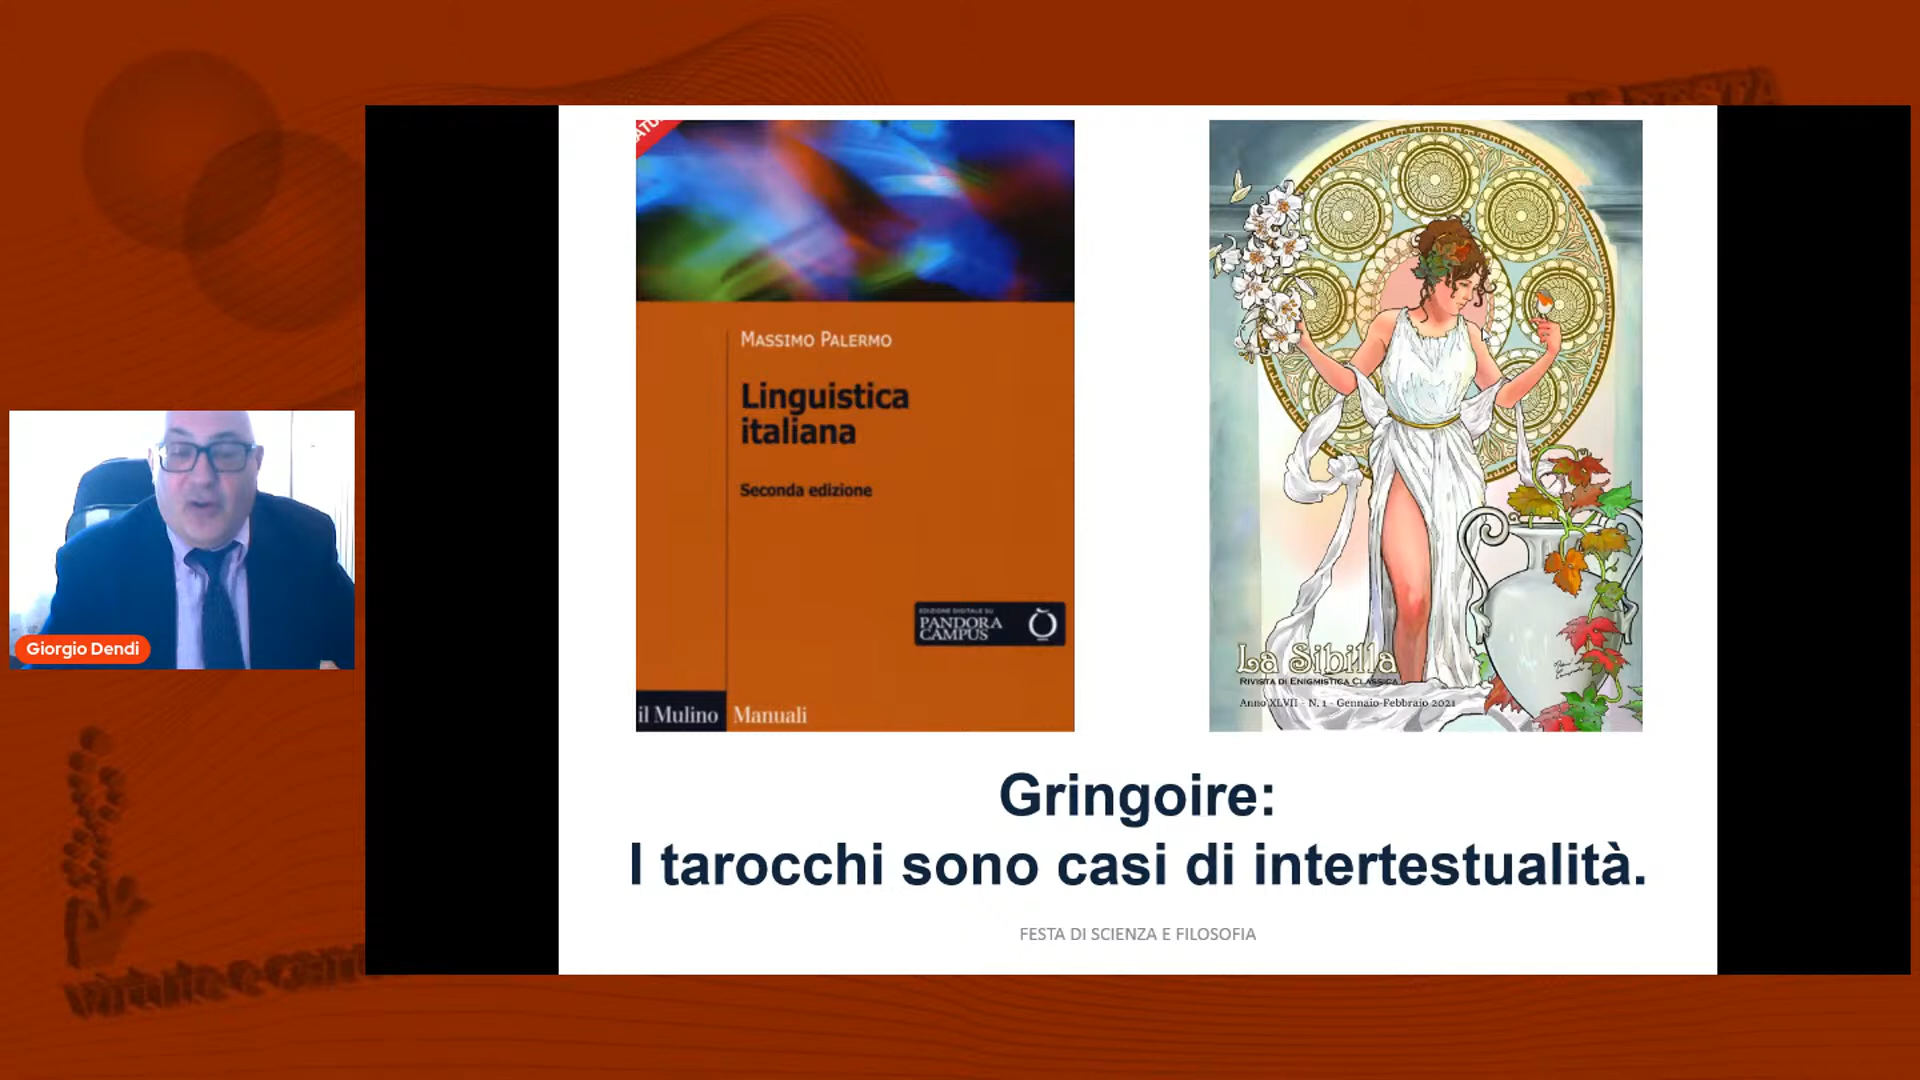 MASSIMO PALERMO
Linguistica
italiana
Seconda edizione
EDIZIONE DIGITALE SU
PANDORA
CAMPUS
il Mulino Manuali
La Sibilla
RIVISTA DI ENIGMISTICA CLASSICA
Anno XLVII - N. 1 - Gennaio-Febbraio 2021
Giorgio Dendi
Gringoire:
I tarocchi sono casi di intertestualità.
FESTA DI SCIENZA E FILOSOFIA